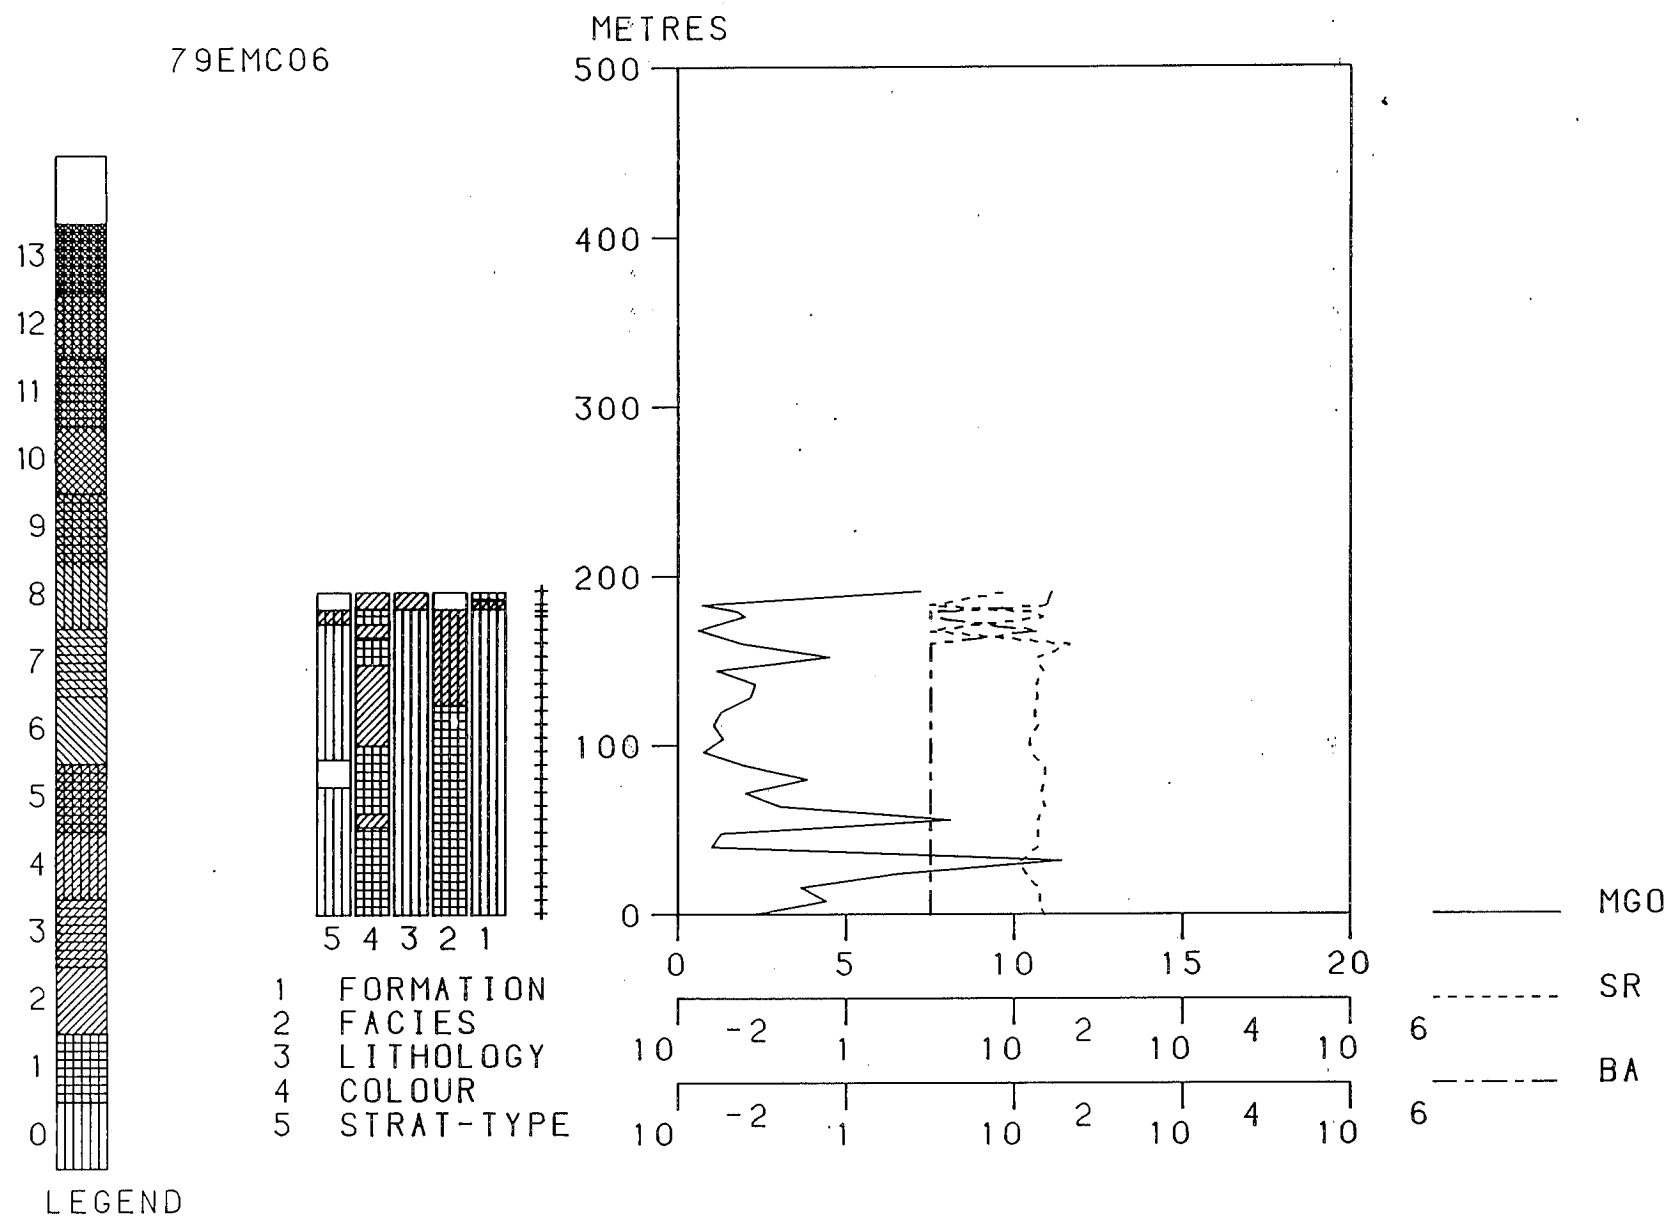 79EMC06
METRES
500
400
300
200
100
0
13
12
11
10
9
8
7
6
5
4
3
2
1
0
LEGEND
5 4 3 2 1
1 FORMATION
2 FACIES
3 LITHOLOGY
4 COLOUR
5 STRAT-TYPE
0 5 10 15 20
10 -2 1 10 2 10 4 10 6
10 -2 1 10 2 10 4 10 6
MGO
SR
BA